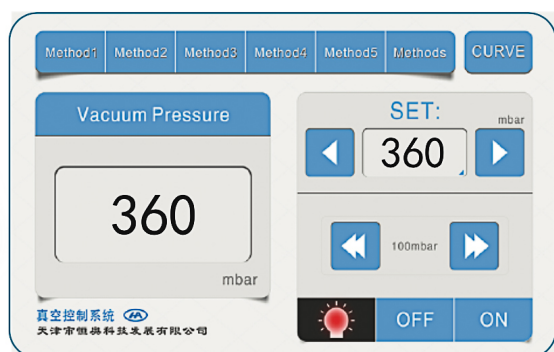 Method1 Method2 Method3 Method4 Method5 Methods CURVE
Vacuum Pressure
360
mbar
SET:
mbar
360
100mbar
OFF ON
真空控制系统
天津市恒奥科技发展有限公司